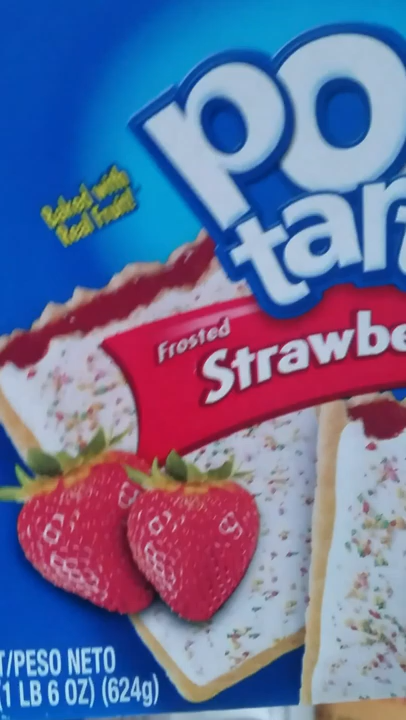 PO
tar
Baked with
Real Fruit!
Frosted
Strawbe
T/PESO NETO
(1 LB 6 OZ) (624g)